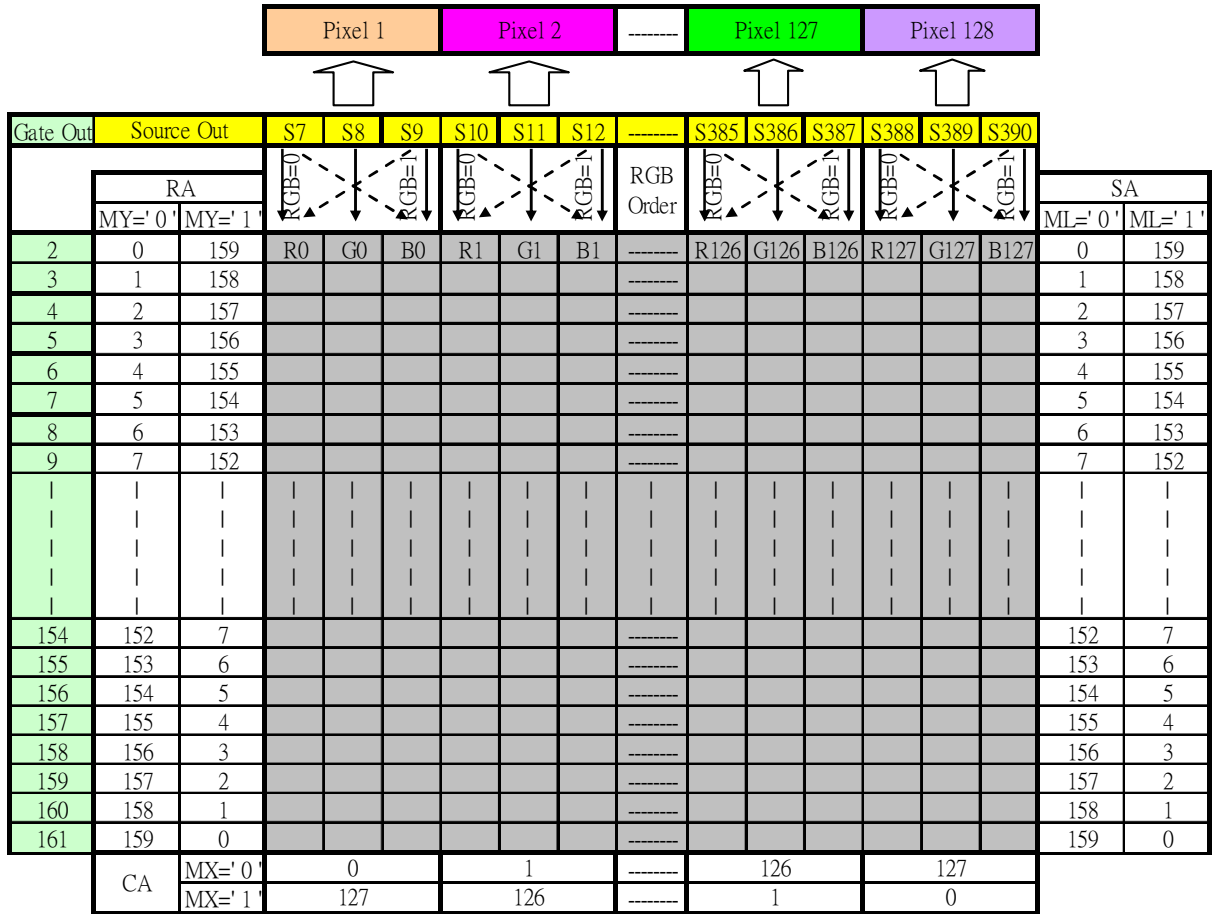 Pixel 1 Pixel 2 -------- Pixel 127 Pixel 128
Gate Out Source Out S7 S8 S9 S10 S11 S12 -------- S385 S386 S387 S388 S389 S390
RGB=0 RGB=1 RGB=0 RGB=1 RGB Order RGB=0 RGB=1 RGB=0 RGB=1
RA SA
MY='0' MY='1' ML='0' ML='1'
2 0 159 R0 G0 B0 R1 G1 B1 -------- R126 G126 B126 R127 G127 B127 0 159
3 1 158 -------- 1 158
4 2 157 -------- 2 157
5 3 156 -------- 3 156
6 4 155 -------- 4 155
7 5 154 -------- 5 154
8 6 153 -------- 6 153
9 7 152 -------- 7 152
154 152 7 -------- 152 7
155 153 6 -------- 153 6
156 154 5 -------- 154 5
157 155 4 -------- 155 4
158 156 3 -------- 156 3
159 157 2 -------- 157 2
160 158 1 -------- 158 1
161 159 0 -------- 159 0
CA MX='0' 0 1 -------- 126 127
MX='1' 127 126 -------- 1 0